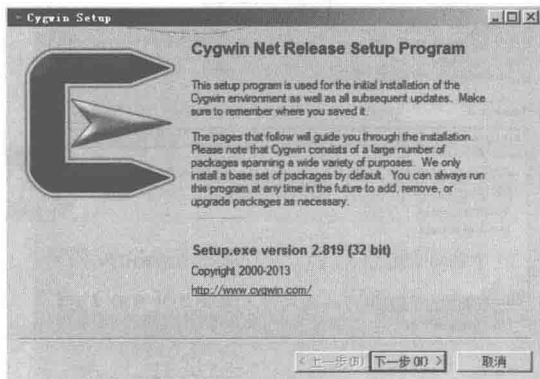 Cygwin Setup
Cygwin Net Release Setup Program
This setup program is used for the initial installation of the
Cygwin environment as well as all subsequent updates. Make
sure to remember where you saved it.
The pages that follow will guide you through the installation.
Please note that Cygwin consists of a large number of
packages spanning a wide variety of purposes. We only
install a base set of packages by default. You can always run
this program at any time in the future to add, remove, or
upgrade packages as necessary.
Setup.exe version 2.819 (32 bit)
Copyright 2000-2013
http://www.cygwin.com/
< 上一步(B) 下一步(N) > 取消